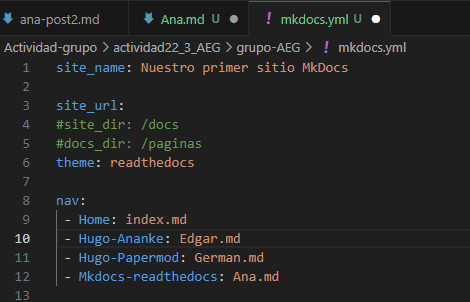 ana-post2.md Ana.md U mkdocs.yml U
Actividad-grupo > actividad22_3_AEG > grupo-AEG > ! mkdocs.yml
1 site_name: Nuestro primer sitio MkDocs
2
3 site_url:
4 #site_dir: /docs
5 #docs_dir: /paginas
6 theme: readthedocs
7
8 nav:
9 - Home: index.md
10 - Hugo-Ananke: Edgar.md
11 - Hugo-Papermod: German.md
12 - Mkdocs-readthedocs: Ana.md
13